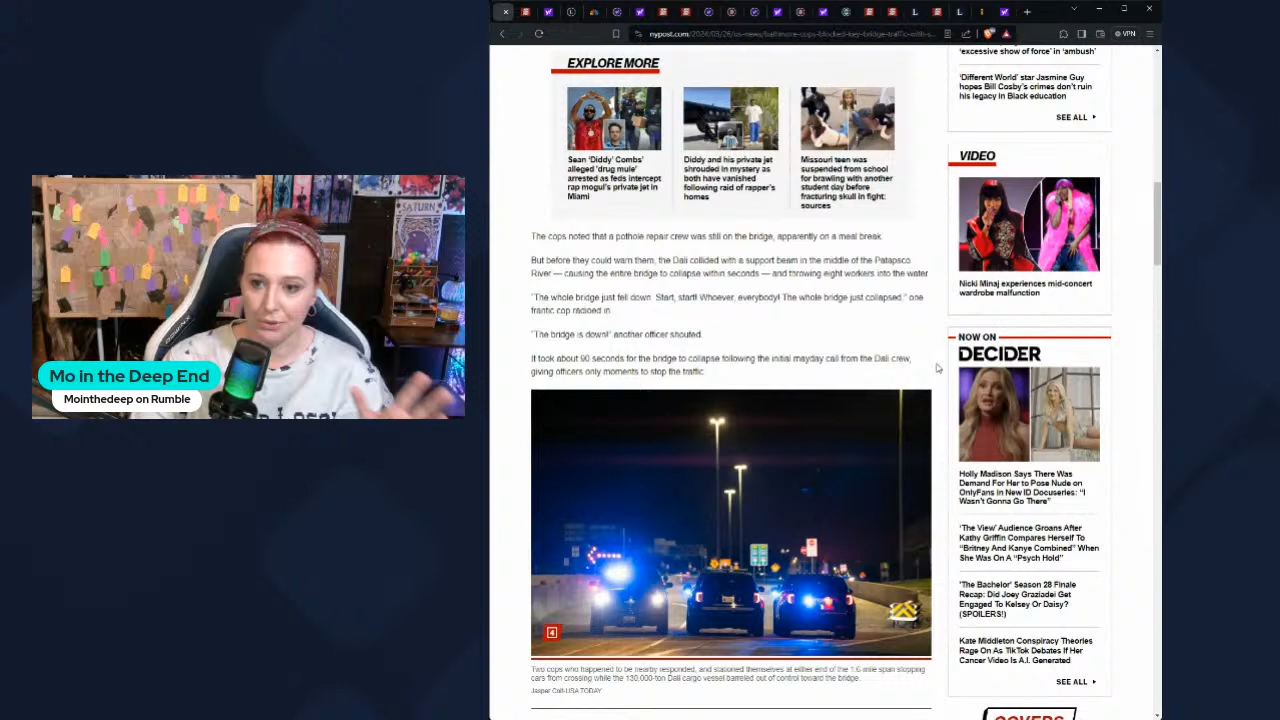 nypost.com/2024/03/26/us-news/baltimore-cops-blocked-key-bridge-traffic-with-s...
VPN
EXPLORE MORE
Sean 'Diddy' Combs'
alleged 'drug mule'
arrested as feds intercept
rap mogul's private jet in
Miami
Diddy and his private jet
shrouded in mystery as
both have vanished
following raid of rapper's
homes
Missouri teen was
suspended from school
for brawling with another
student day before
fracturing skull in fight:
sources
The cops noted that a pothole repair crew was still on the bridge, apparently on a meal break.
But before they could warn them, the Dali collided with a support beam in the middle of the Patapsco
River — causing the entire bridge to collapse within seconds — and throwing eight workers into the water.
"The whole bridge just fell down. Start, start! Whoever, everybody! The whole bridge just collapsed," one
frantic cop radioed in.
"The bridge is down!" another officer shouted.
It took about 90 seconds for the bridge to collapse following the initial mayday call from the Dali crew,
giving officers only moments to stop the traffic.
4
Two cops who happened to be nearby responded, and stationed themselves at either end of the 1.6-mile span stopping
cars from crossing while the 130,000-ton Dali cargo vessel barreled out of control toward the bridge.
Jasper Colt-USA TODAY
'excessive show of force' in 'ambush'
'Different World' star Jasmine Guy
hopes Bill Cosby's crimes don't ruin
his legacy in Black education
SEE ALL
VIDEO
Nicki Minaj experiences mid-concert
wardrobe malfunction
NOW ON
DECIDER
Holly Madison Says There Was
Demand For Her to Pose Nude on
OnlyFans in New ID Docuseries: "I
Wasn't Gonna Go There"
'The View' Audience Groans After
Kathy Griffin Compares Herself To
"Britney And Kanye Combined" When
She Was On A "Psych Hold"
'The Bachelor' Season 28 Finale
Recap: Did Joey Graziadei Get
Engaged To Kelsey Or Daisy?
(SPOILERS!)
Kate Middleton Conspiracy Theories
Rage On As TikTok Debates If Her
Cancer Video Is A.I. Generated
SEE ALL
COVERS
SATURN
Mo in the Deep End
Mointhedeep on Rumble